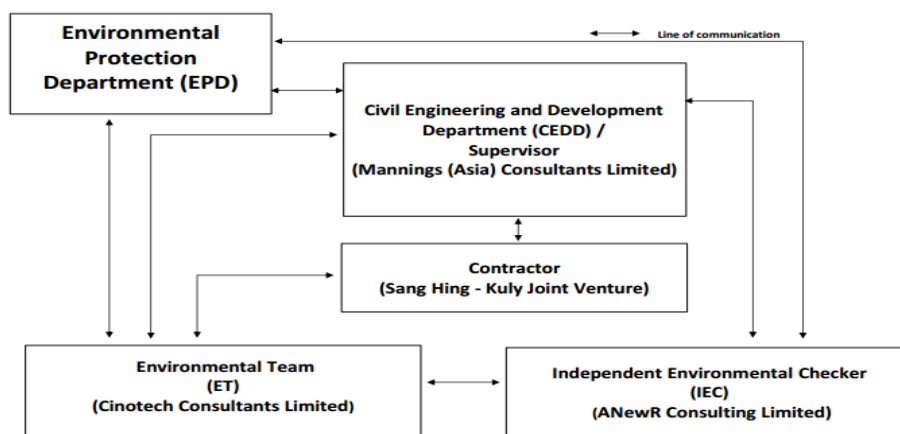 Environmental
Protection
Department (EPD)
Line of communication
Civil Engineering and Development
Department (CEDD) /
Supervisor
(Mannings (Asia) Consultants Limited)
Contractor
(Sang Hing - Kuly Joint Venture)
Environmental Team
(ET)
(Cinotech Consultants Limited)
Independent Environmental Checker
(IEC)
(ANewR Consulting Limited)